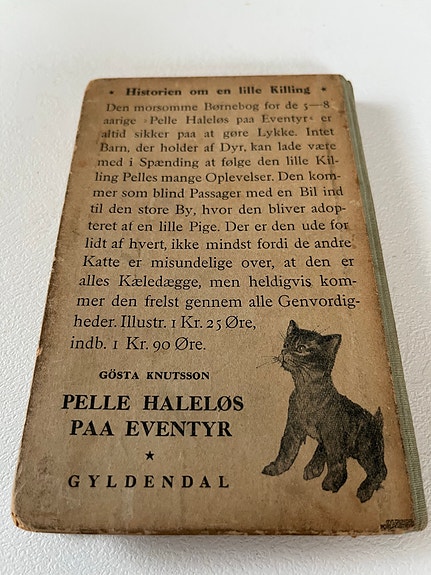 • Historien om en lille Killing •
Den morsomme Børnebog for de 5—8
aarige »Pelle Haleløs paa Eventyr« er
altid sikker paa at gøre Lykke. Intet
Barn, der holder af Dyr, kan lade være
med i Spænding at følge den lille Kil-
ling Pelles mange Oplevelser. Den kom-
mer som blind Passager med en Bil ind
til den store By, hvor den bliver adop-
teret af en lille Pige. Der er den ude for
lidt af hvert, ikke mindst fordi de andre
Katte er misundelige over, at den er
alles Kæledægge, men heldigvis kom-
mer den frelst gennem alle Genvordig-
heder. Illustr. 1 Kr. 25 Øre,
indb. 1 Kr. 90 Øre.
GÖSTA KNUTSSON
PELLE HALELØS
PAA EVENTYR
★
GYLDENDAL